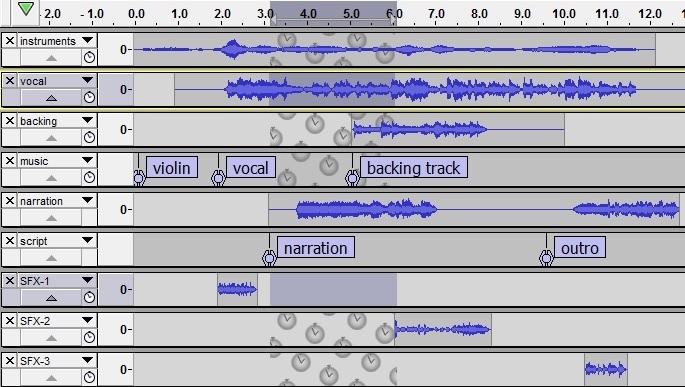 2.0 - 1.0 0.0 1.0 2.0 3.0 4.0 5.0 6.0 7.0 8.0 9.0 10.0 11.0 12.0
instruments
0-
vocal
0-
backing
0-
music
violin vocal backing track
narration
0-
script
narration outro
SFX-1
0-
SFX-2
0-
SFX-3
0-